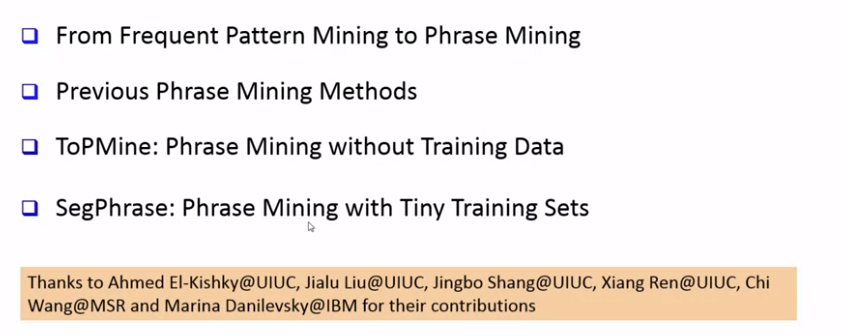 From Frequent Pattern Mining to Phrase Mining
Previous Phrase Mining Methods
ToPMine: Phrase Mining without Training Data
SegPhrase: Phrase Mining with Tiny Training Sets
Thanks to Ahmed El-Kishky@UIUC, Jialu Liu@UIUC, Jingbo Shang@UIUC, Xiang Ren@UIUC, Chi
Wang@MSR and Marina Danilevsky@IBM for their contributions